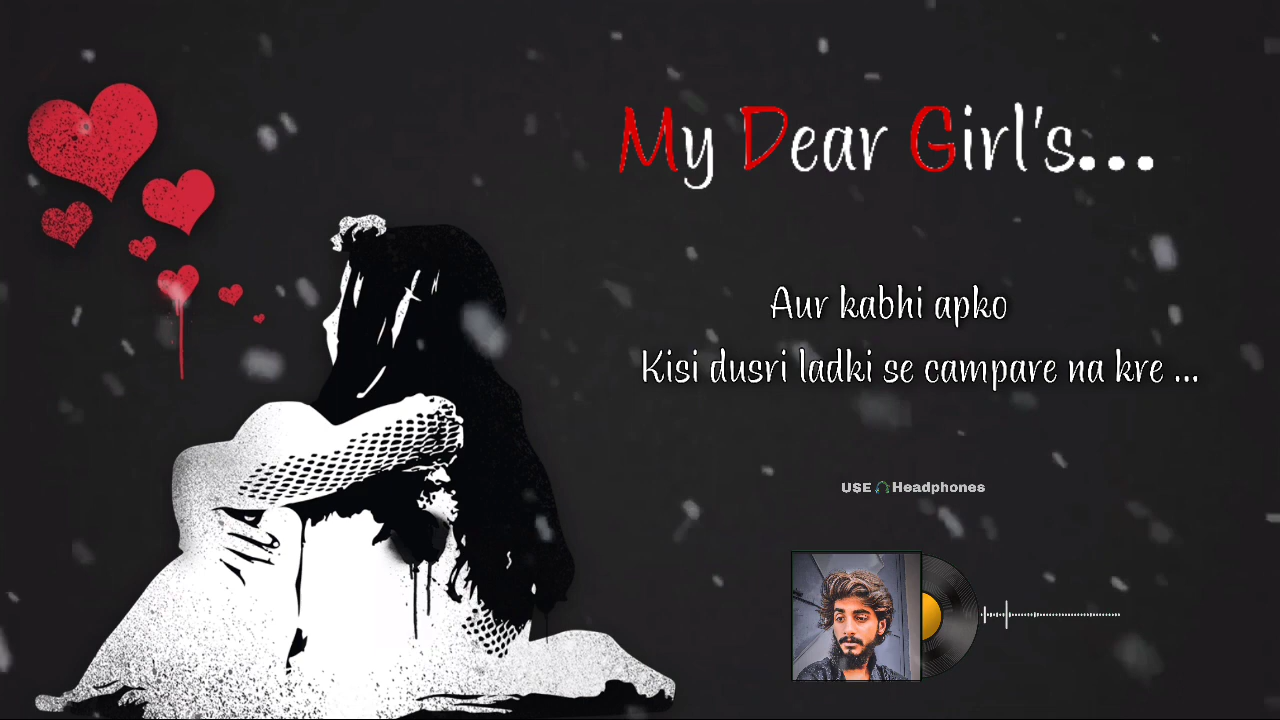 My Dear Girl's...
Aur kabhi apko
Kisi dusri ladki se campare na kre ...
USE Headphones